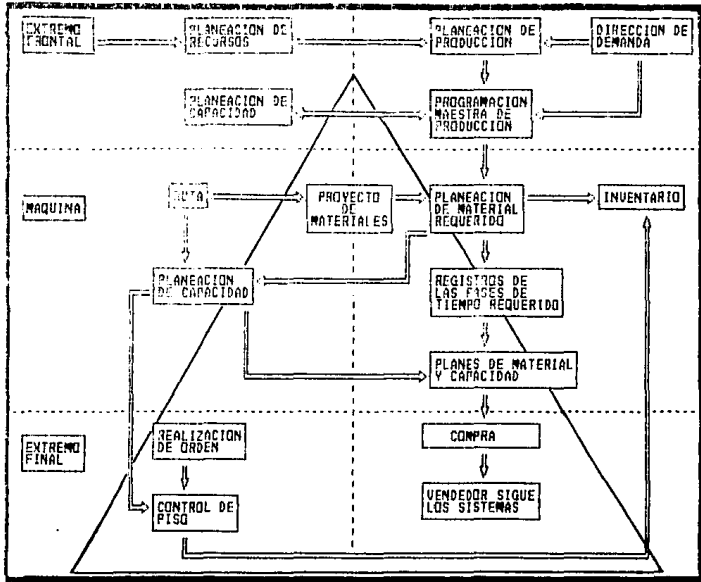 EXTREMO
FRONTAL
PLANEACION DE
RECURSOS
PLANEACION DE
PRODUCCION
DIRECCION DE
DEMANDA
PLANEACION DE
CAPACIDAD
PROGRAMACION
MAESTRA DE
PRODUCCION
MAQUINA
RUTA
PROYECTO
DE
MATERIALES
PLANEACION
DE MATERIAL
REQUERIDO
INVENTARIO
PLANEACION
DE CAPACIDAD
REGISTROS DE
LAS FASES DE
TIEMPO REQUERIDO
PLANES DE MATERIAL
Y CAPACIDAD
EXTREMO
FINAL
REALIZACION
DE ORDEN
COMPRA
CONTROL DE
PISO
VENDEDOR SIGUE
LOS SISTEMAS